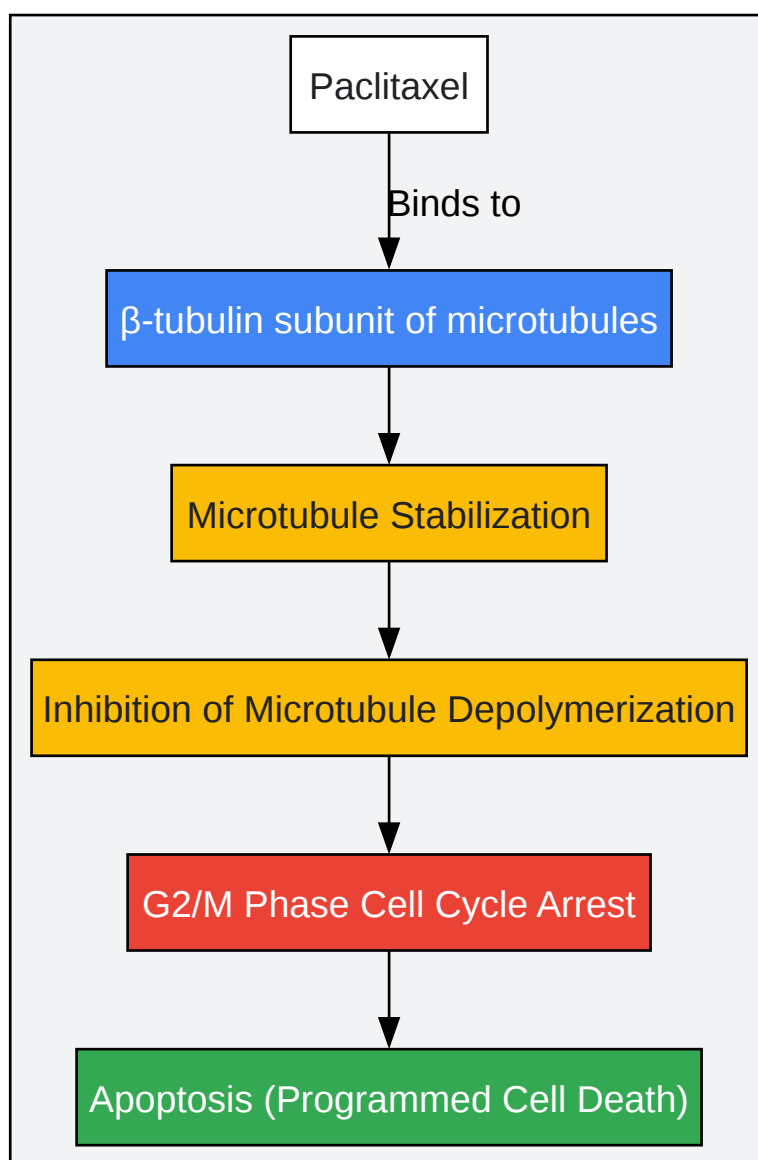 Paclitaxel
Binds to
β-tubulin subunit of microtubules
Microtubule Stabilization
Inhibition of Microtubule Depolymerization
G2/M Phase Cell Cycle Arrest
Apoptosis (Programmed Cell Death)